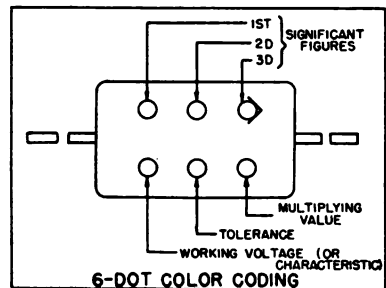 1ST
2D
3D
SIGNIFICANT
FIGURES
MULTIPLYING
VALUE
TOLERANCE
WORKING VOLTAGE (OR
CHARACTERISTIC)
6-DOT COLOR CODING